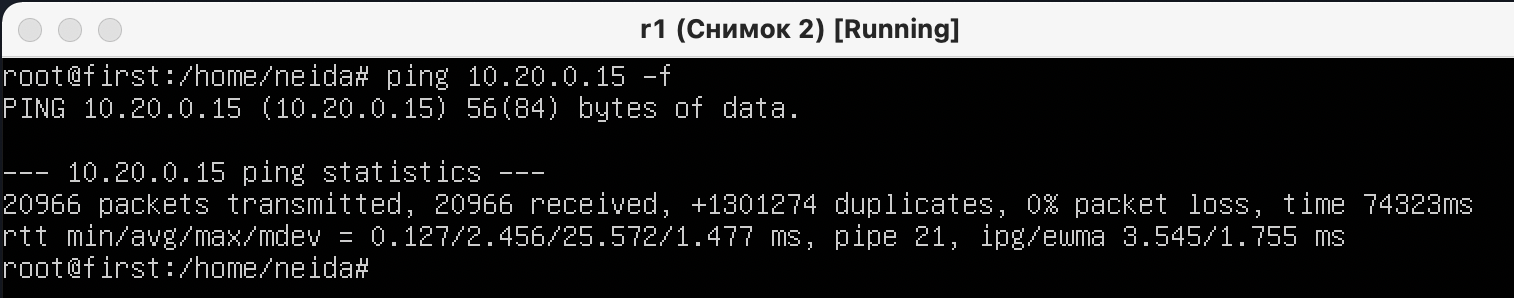 r1 (Снимок 2) [Running]
root@first:/home/neida# ping 10.20.0.15 -f
PING 10.20.0.15 (10.20.0.15) 56(84) bytes of data.
--- 10.20.0.15 ping statistics ---
20966 packets transmitted, 20966 received, +1301274 duplicates, 0% packet loss, time 74323ms
rtt min/avg/max/mdev = 0.127/2.456/25.572/1.477 ms, pipe 21, ipg/ewma 3.545/1.755 ms
root@first:/home/neida#